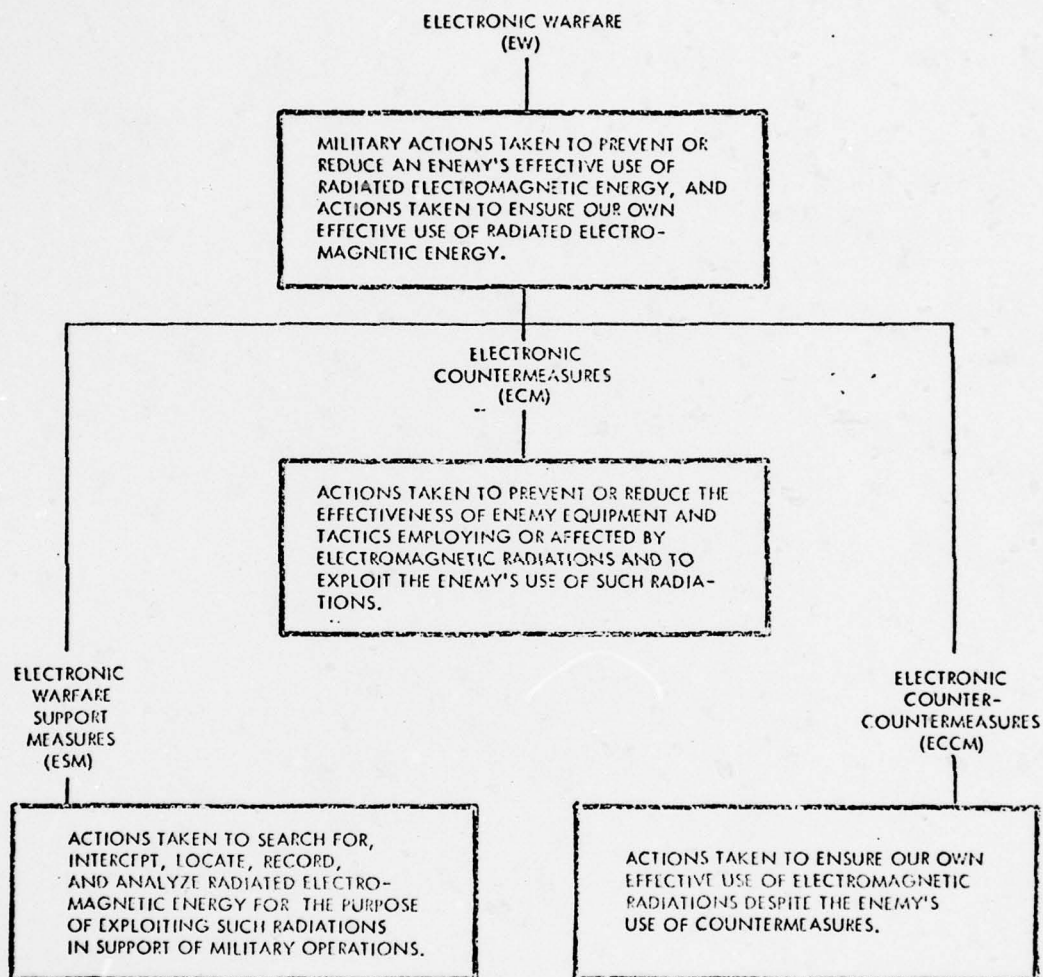 ELECTRONIC WARFARE
(EW)
MILITARY ACTIONS TAKEN TO PREVENT OR
REDUCE AN ENEMY'S EFFECTIVE USE OF
RADIATED ELECTROMAGNETIC ENERGY, AND
ACTIONS TAKEN TO ENSURE OUR OWN
EFFECTIVE USE OF RADIATED ELECTRO-
MAGNETIC ENERGY.
ELECTRONIC
COUNTERMEASURES
(ECM)
ACTIONS TAKEN TO PREVENT OR REDUCE THE
EFFECTIVENESS OF ENEMY EQUIPMENT AND
TACTICS EMPLOYING OR AFFECTED BY
ELECTROMAGNETIC RADIATIONS AND TO
EXPLOIT THE ENEMY'S USE OF SUCH RADIA-
TIONS.
ELECTRONIC
WARFARE
SUPPORT
MEASURES
(ESM)
ACTIONS TAKEN TO SEARCH FOR,
INTERCEPT, LOCATE, RECORD,
AND ANALYZE RADIATED ELECTRO-
MAGNETIC ENERGY FOR THE PURPOSE
OF EXPLOITING SUCH RADIATIONS
IN SUPPORT OF MILITARY OPERATIONS.
ELECTRONIC
COUNTER-
COUNTERMEASURES
(ECCM)
ACTIONS TAKEN TO ENSURE OUR OWN
EFFECTIVE USE OF ELECTROMAGNETIC
RADIATIONS DESPITE THE ENEMY'S
USE OF COUNTERMEASURES.